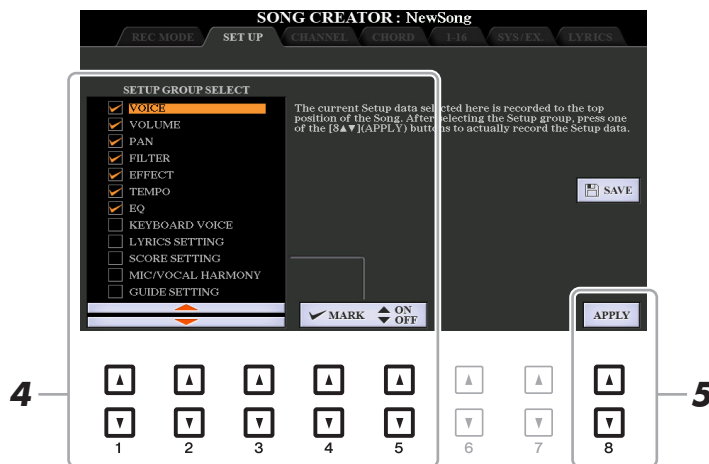 SONG CREATOR : NewSong
REC MODE SET UP CHANNEL CHORD 1-16 SYS/EX. LYRICS
SETUP GROUP SELECT
VOICE
VOLUME
PAN
FILTER
EFFECT
TEMPO
EQ
KEYBOARD VOICE
LYRICS SETTING
SCORE SETTING
MIC/VOCAL HARMONY
GUIDE SETTING
The current Setup data selected here is recorded to the top
position of the Song. After selecting the Setup group, press one
of the [8▲▼](APPLY) buttons to actually record the Setup data.
SAVE
MARK ▲ ON
▼ OFF
APPLY
4
5
1 2 3 4 5 6 7 8